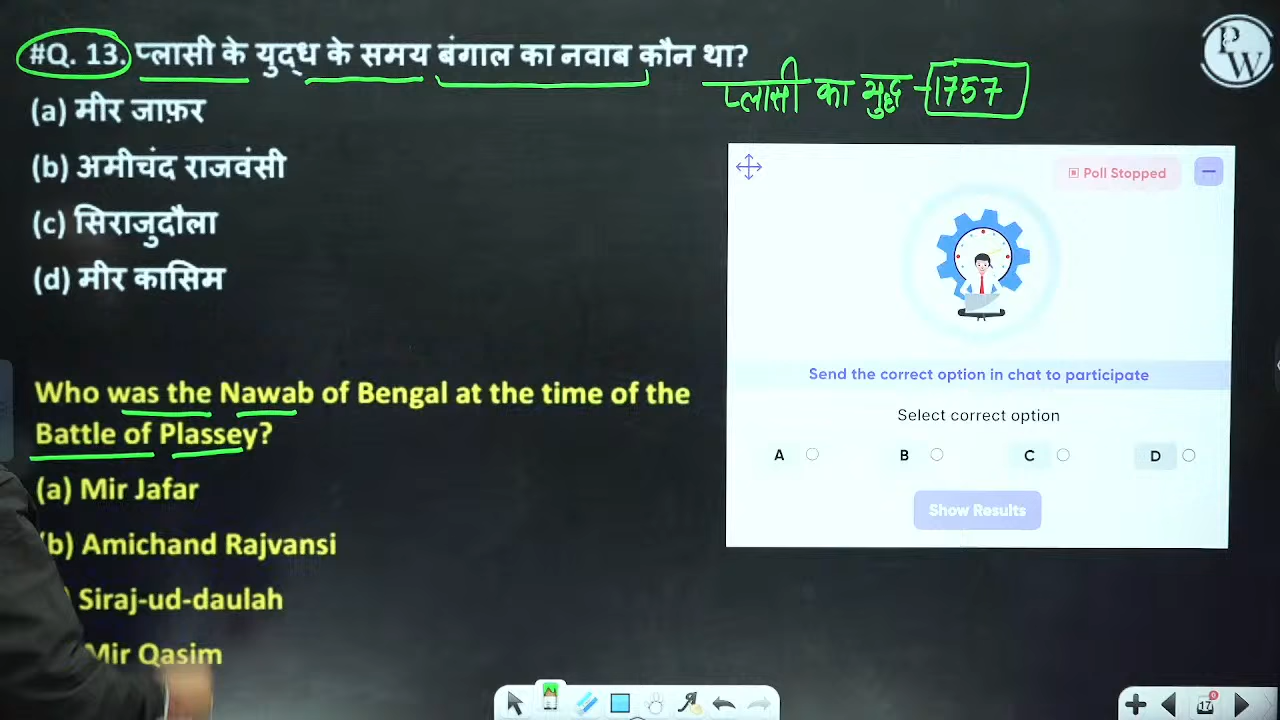 #Q. 13. प्लासी के युद्ध के समय बंगाल का नवाब कौन था?
(a) मीर जाफ़र
(b) अमीचंद राजवंसी
(c) सिराजुदौला
(d) मीर कासिम
प्लासी का युद्ध - 1757
PW
Poll Stopped
Send the correct option in chat to participate
Select correct option
A B C D
Show Results
Who was the Nawab of Bengal at the time of the
Battle of Plassey?
(a) Mir Jafar
(b) Amichand Rajvansi
) Siraj-ud-daulah
Mir Qasim
17